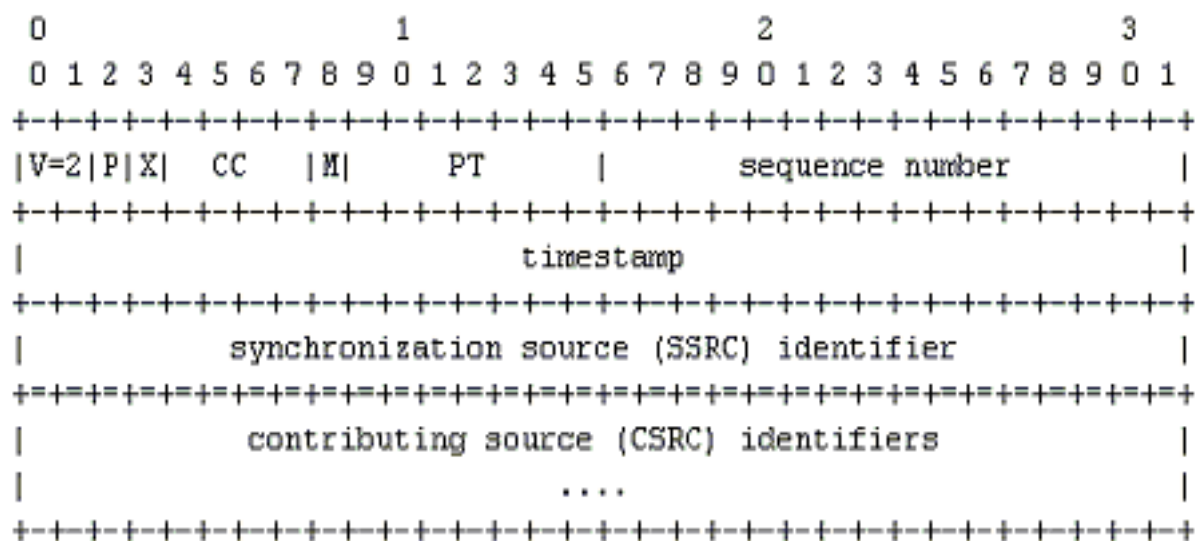 0                   1                   2                   3
 0 1 2 3 4 5 6 7 8 9 0 1 2 3 4 5 6 7 8 9 0 1 2 3 4 5 6 7 8 9 0 1
+-+-+-+-+-+-+-+-+-+-+-+-+-+-+-+-+-+-+-+-+-+-+-+-+-+-+-+-+-+-+-+-+
|V=2|P|X|  CC   |M|     PT      |       sequence number         |
+-+-+-+-+-+-+-+-+-+-+-+-+-+-+-+-+-+-+-+-+-+-+-+-+-+-+-+-+-+-+-+-+
|                           timestamp                           |
+-+-+-+-+-+-+-+-+-+-+-+-+-+-+-+-+-+-+-+-+-+-+-+-+-+-+-+-+-+-+-+-+
|           synchronization source (SSRC) identifier            |
+=+=+=+=+=+=+=+=+=+=+=+=+=+=+=+=+=+=+=+=+=+=+=+=+=+=+=+=+=+=+=+=+
|            contributing source (CSRC) identifiers             |
|                             ....                              |
+-+-+-+-+-+-+-+-+-+-+-+-+-+-+-+-+-+-+-+-+-+-+-+-+-+-+-+-+-+-+-+-+